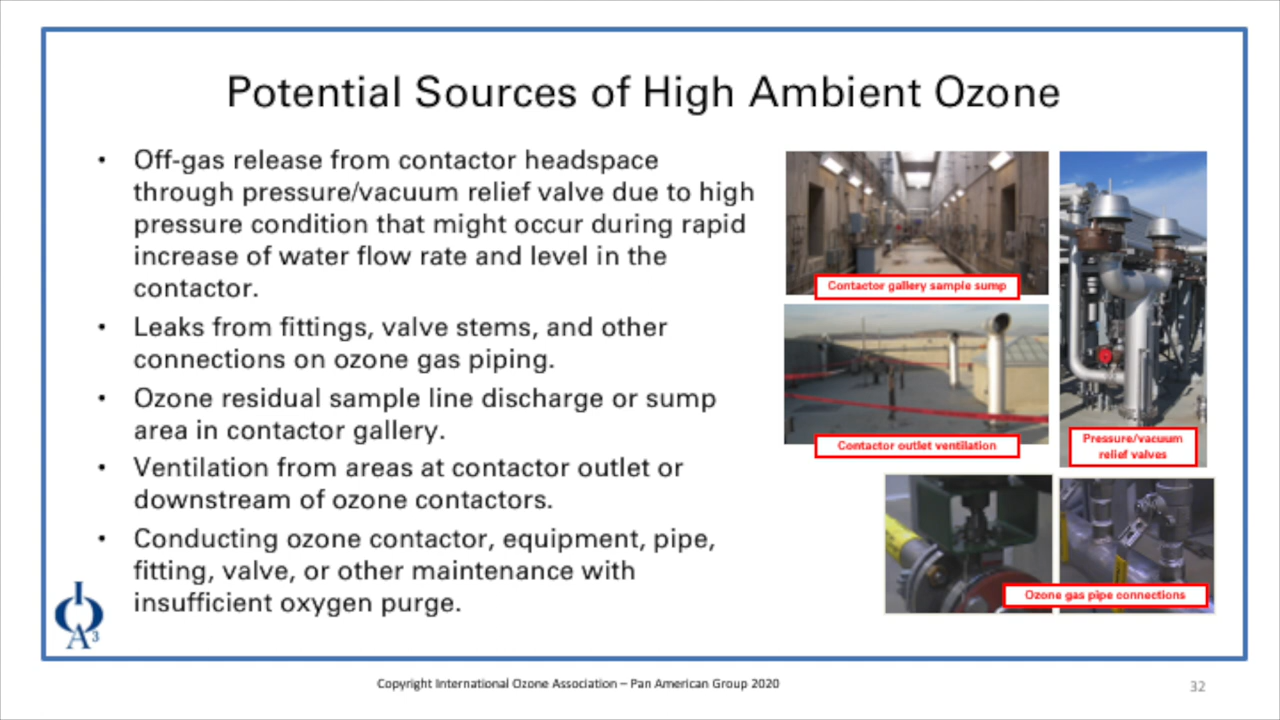 Potential Sources of High Ambient Ozone
• Off-gas release from contactor headspace
through pressure/vacuum relief valve due to high
pressure condition that might occur during rapid
increase of water flow rate and level in the
contactor.
• Leaks from fittings, valve stems, and other
connections on ozone gas piping.
• Ozone residual sample line discharge or sump
area in contactor gallery.
• Ventilation from areas at contactor outlet or
downstream of ozone contactors.
• Conducting ozone contactor, equipment, pipe,
fitting, valve, or other maintenance with
insufficient oxygen purge.
Contactor gallery sample sump
Contactor outlet ventilation
Pressure/vacuum
relief valves
Ozone gas pipe connections
IOA3
Copyright International Ozone Association – Pan American Group 2020
32